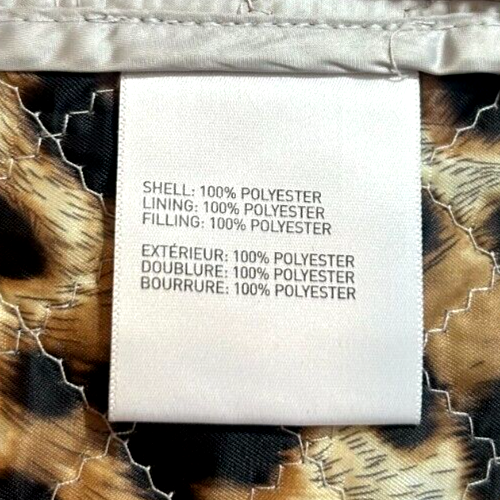 SHELL: 100% POLYESTER
LINING: 100% POLYESTER
FILLING: 100% POLYESTER
EXTÉRIEUR: 100% POLYESTER
DOUBLURE: 100% POLYESTER
BOURRURE: 100% POLYESTER